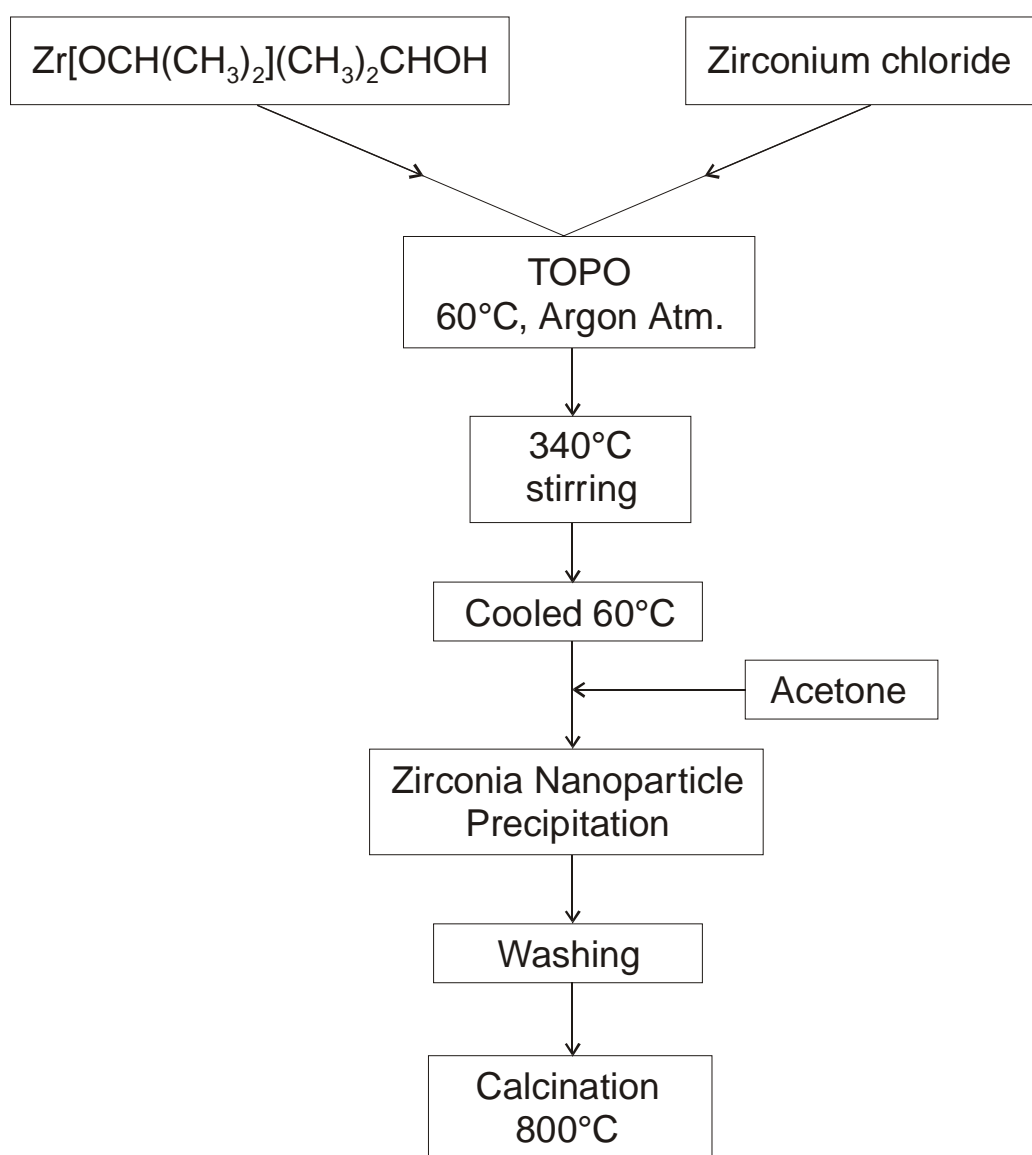 Zr[OCH(CH₃)₂](CH₃)₂CHOH
Zirconium chloride
TOPO
60°C, Argon Atm.
340°C
stirring
Cooled 60°C
Acetone
Zirconia Nanoparticle
Precipitation
Washing
Calcination
800°C